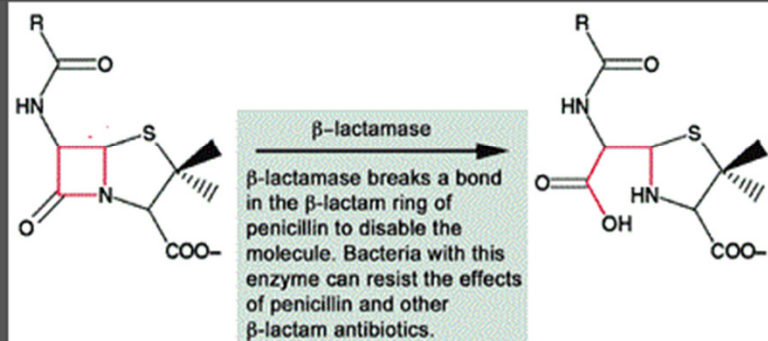 R
O
HN
S
N
O
COO–
β–lactamase
β-lactamase breaks a bond
in the β-lactam ring of
penicillin to disable the
molecule. Bacteria with this
enzyme can resist the effects
of penicillin and other
β-lactam antibiotics.
R
O
HN
S
O
HN
OH
COO–